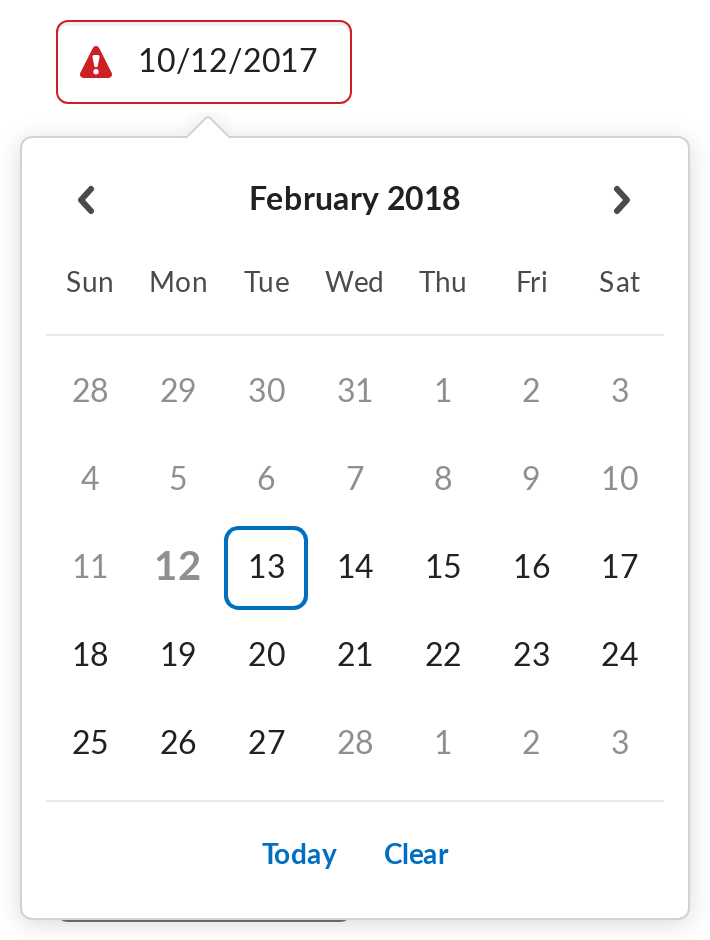 10/12/2017
February 2018
Sun Mon Tue Wed Thu Fri Sat
28 29 30 31 1 2 3
4 5 6 7 8 9 10
11 12 13 14 15 16 17
18 19 20 21 22 23 24
25 26 27 28 1 2 3
Today Clear